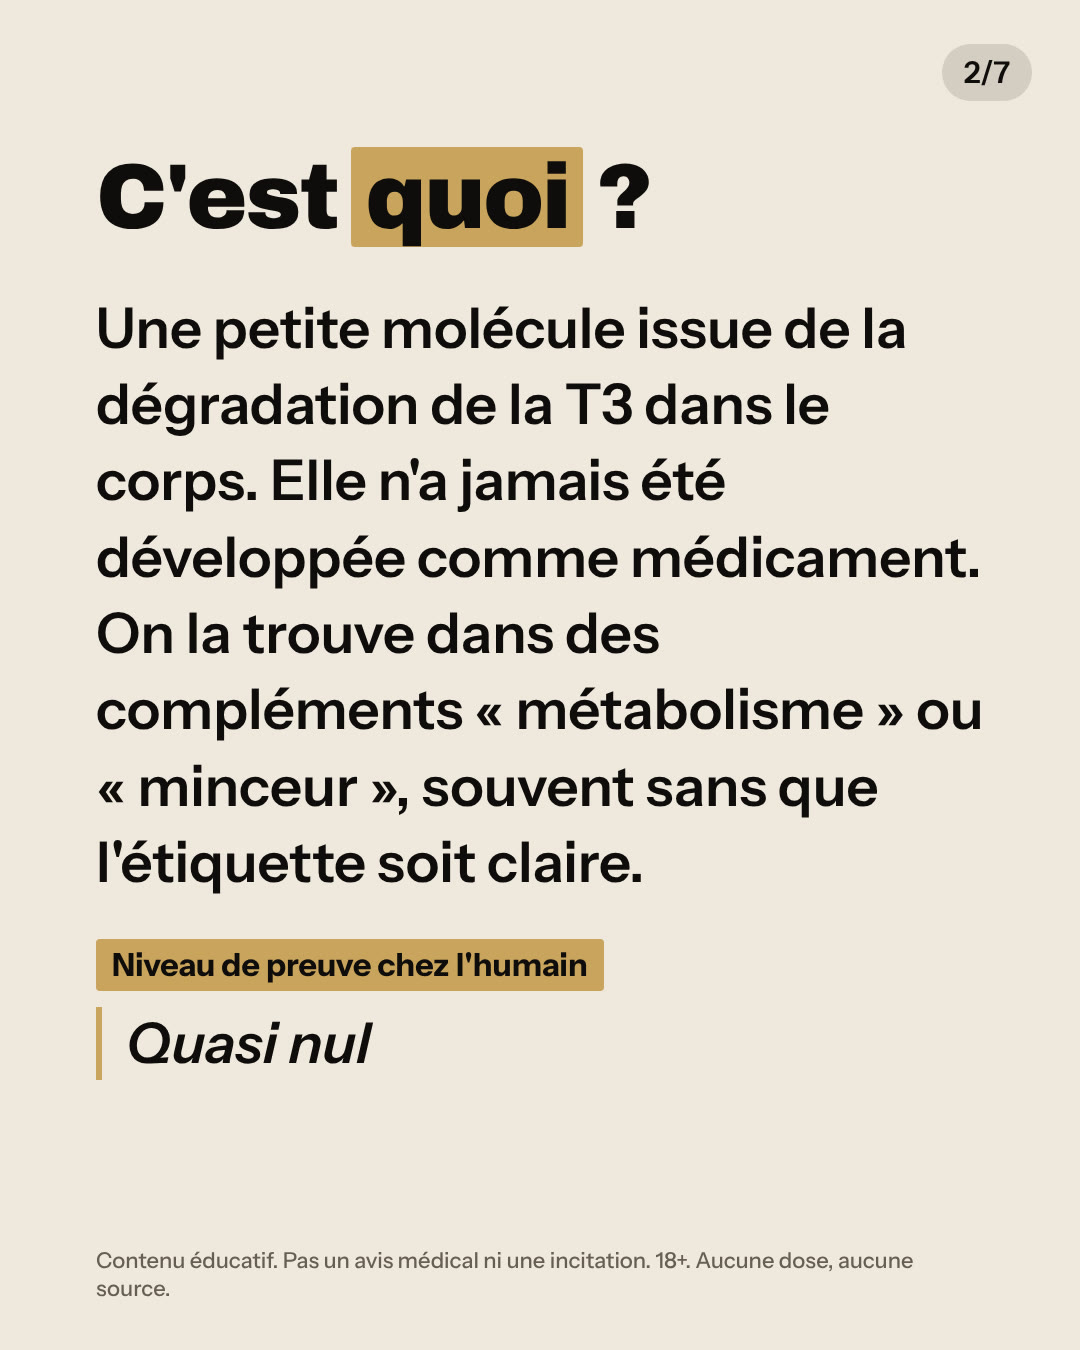 2/7
C'est quoi ?
Une petite molécule issue de la
dégradation de la T3 dans le
corps. Elle n'a jamais été
développée comme médicament.
On la trouve dans des
compléments « métabolisme » ou
« minceur », souvent sans que
l'étiquette soit claire.
Niveau de preuve chez l'humain
Quasi nul
Contenu éducatif. Pas un avis médical ni une incitation. 18+. Aucune dose, aucune
source.